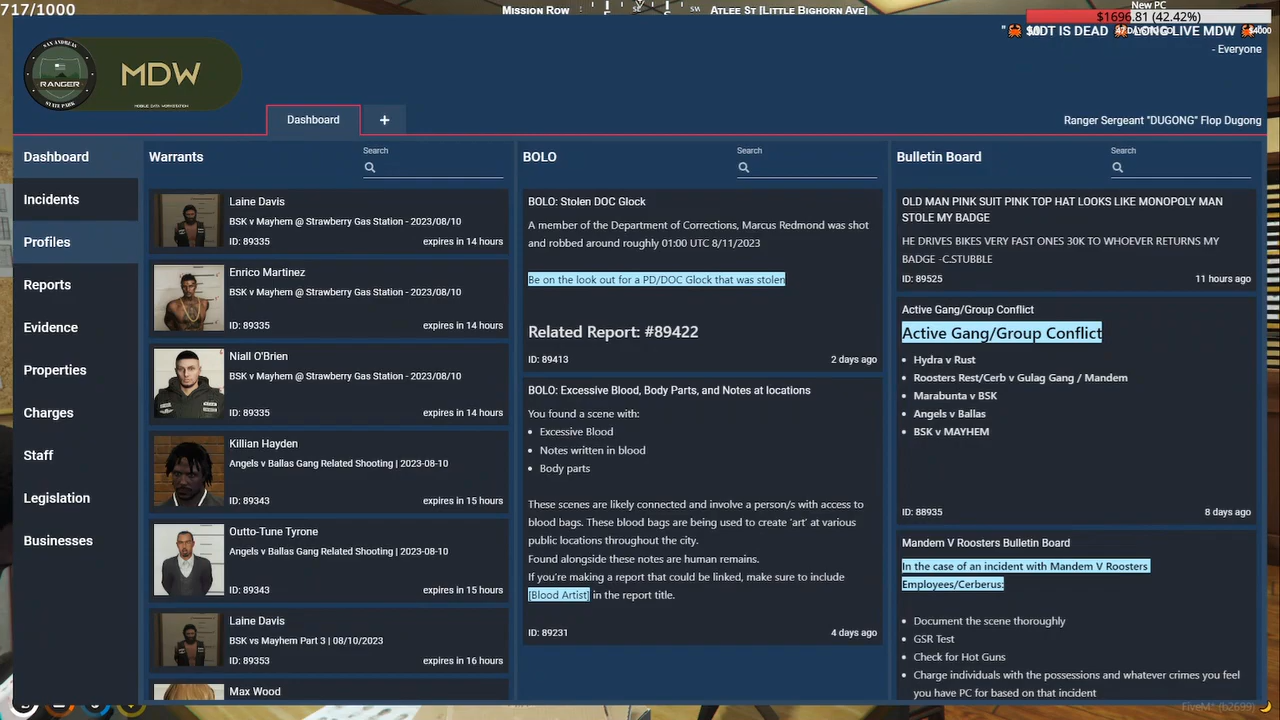 717/1000
Mission Row
SW
Atlee St [Little Bighorn Ave]
New PC
$1696.81 (42.42%)
$4000
" MDT IS DEAD LONG LIVE MDW "
- Everyone
SAN ANDREAS
RANGER
STATE PARK
MDW
MOBILE DATA WORKSTATION
Dashboard
+
Ranger Sergeant "DUGONG" Flop Dugong
Dashboard
Incidents
Profiles
Reports
Evidence
Properties
Charges
Staff
Legislation
Businesses
Warrants
Search
Laine Davis
BSK v Mayhem @ Strawberry Gas Station - 2023/08/10
ID: 89335
expires in 14 hours
Enrico Martinez
BSK v Mayhem @ Strawberry Gas Station - 2023/08/10
ID: 89335
expires in 14 hours
Niall O'Brien
BSK v Mayhem @ Strawberry Gas Station - 2023/08/10
ID: 89335
expires in 14 hours
Killian Hayden
Angels v Ballas Gang Related Shooting | 2023-08-10
ID: 89343
expires in 15 hours
Outto-Tune Tyrone
Angels v Ballas Gang Related Shooting | 2023-08-10
ID: 89343
expires in 15 hours
Laine Davis
BSK vs Mayhem Part 3 | 08/10/2023
ID: 89353
expires in 16 hours
Max Wood
BOLO
Search
BOLO: Stolen DOC Glock
A member of the Department of Corrections, Marcus Redmond was shot
and robbed around roughly 01:00 UTC 8/11/2023
Be on the look out for a PD/DOC Glock that was stolen
Related Report: #89422
ID: 89413
2 days ago
BOLO: Excessive Blood, Body Parts, and Notes at locations
You found a scene with:
• Excessive Blood
• Notes written in blood
• Body parts
These scenes are likely connected and involve a person/s with access to
blood bags. These blood bags are being used to create 'art' at various
public locations throughout the city.
Found alongside these notes are human remains.
If you're making a report that could be linked, make sure to include
[Blood Artist] in the report title.
ID: 89231
4 days ago
Bulletin Board
Search
OLD MAN PINK SUIT PINK TOP HAT LOOKS LIKE MONOPOLY MAN
STOLE MY BADGE
HE DRIVES BIKES VERY FAST ONES 30K TO WHOEVER RETURNS MY
BADGE -C.STUBBLE
ID: 89525
11 hours ago
Active Gang/Group Conflict
Active Gang/Group Conflict
• Hydra v Rust
• Roosters Rest/Cerb v Gulag Gang / Mandem
• Marabunta v BSK
• Angels v Ballas
• BSK v MAYHEM
ID: 88935
8 days ago
Mandem V Roosters Bulletin Board
In the case of an incident with Mandem V Roosters
Employees/Cerberus:
• Document the scene thoroughly
• GSR Test
• Check for Hot Guns
• Charge individuals with the possessions and whatever crimes you feel
you have PC for based on that incident
FiveM* (b2699)